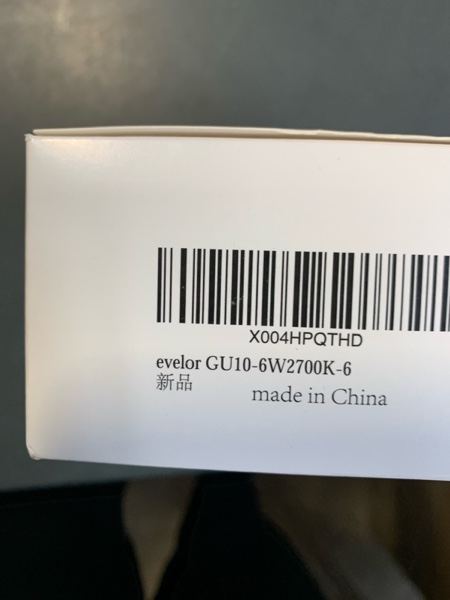 X004HPQTHD
evelor GU10-6W2700K-6
新品
made in China